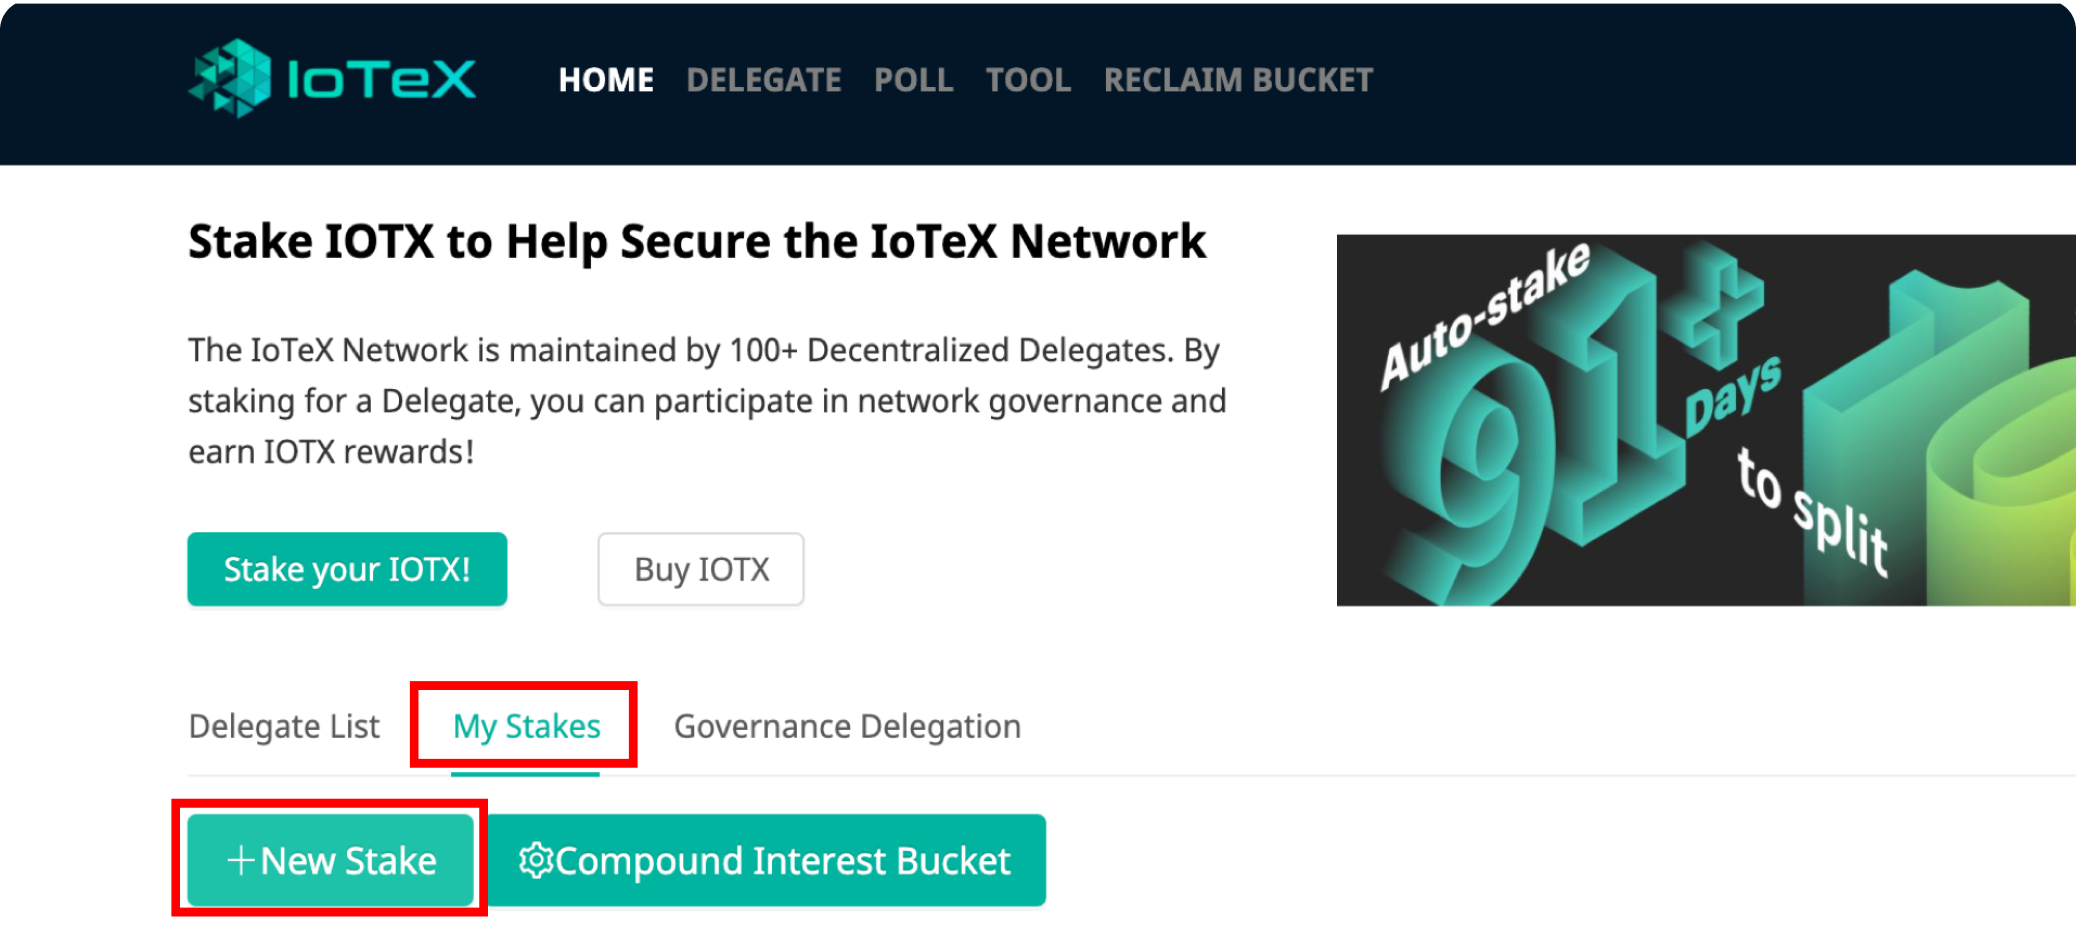 IoTeX
HOME DELEGATE POLL TOOL RECLAIM BUCKET
Stake IOTX to Help Secure the IoTeX Network
The IoTeX Network is maintained by 100+ Decentralized Delegates. By
staking for a Delegate, you can participate in network governance and
earn IOTX rewards!
Stake your IOTX!
Buy IOTX
Auto-stake
91+
Days
to split
Delegate List
My Stakes
Governance Delegation
+New Stake
Compound Interest Bucket